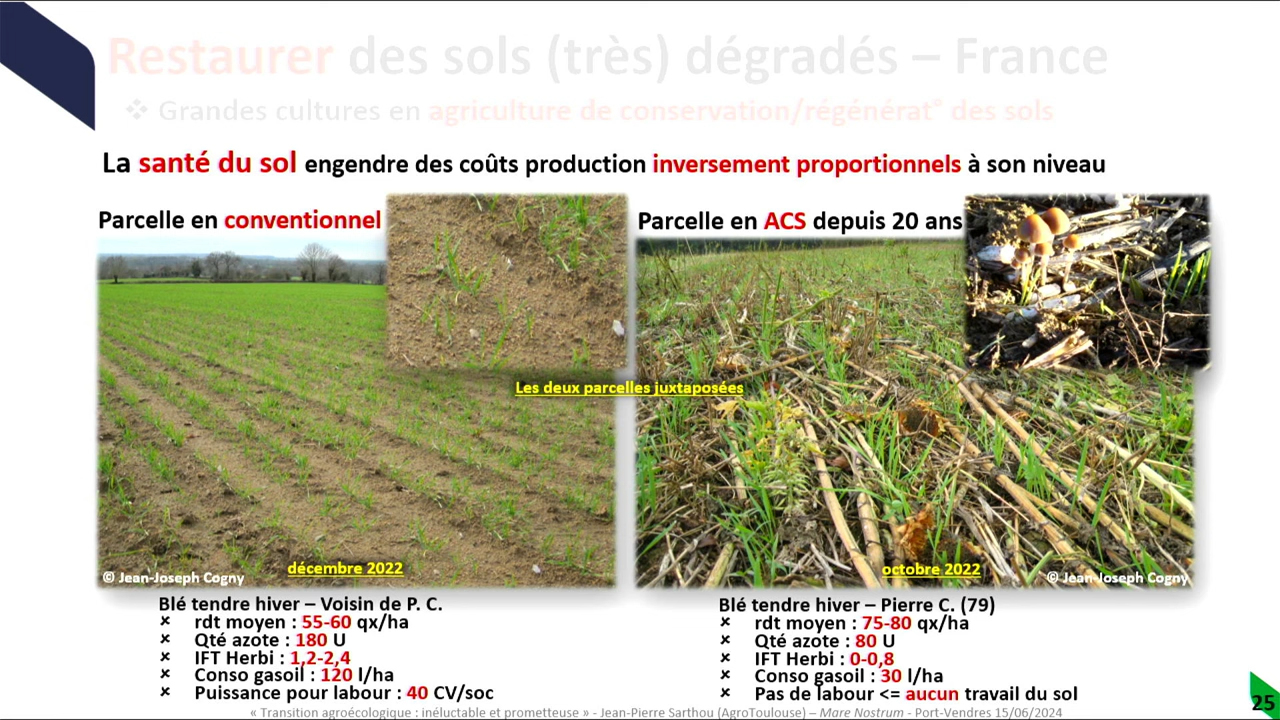 Restaurer des sols (très) dégradés – France
❖ Grandes cultures en agriculture de conservation/régénérat° des sols
La santé du sol engendre des coûts production inversement proportionnels à son niveau
Parcelle en conventionnel
Parcelle en ACS depuis 20 ans
Les deux parcelles juxtaposées
décembre 2022
© Jean-Joseph Cogny
octobre 2022
© Jean-Joseph Cogny
Blé tendre hiver – Voisin de P. C.
rdt moyen : 55-60 qx/ha
Qté azote : 180 U
IFT Herbi : 1,2-2,4
Conso gasoil : 120 l/ha
Puissance pour labour : 40 CV/soc
Blé tendre hiver – Pierre C. (79)
rdt moyen : 75-80 qx/ha
Qté azote : 80 U
IFT Herbi : 0-0,8
Conso gasoil : 30 l/ha
Pas de labour <= aucun travail du sol
« Transition agroécologique : inéluctable et prometteuse » - Jean-Pierre Sarthou (AgroToulouse) – Mare Nostrum - Port-Vendres 15/06/2024
25